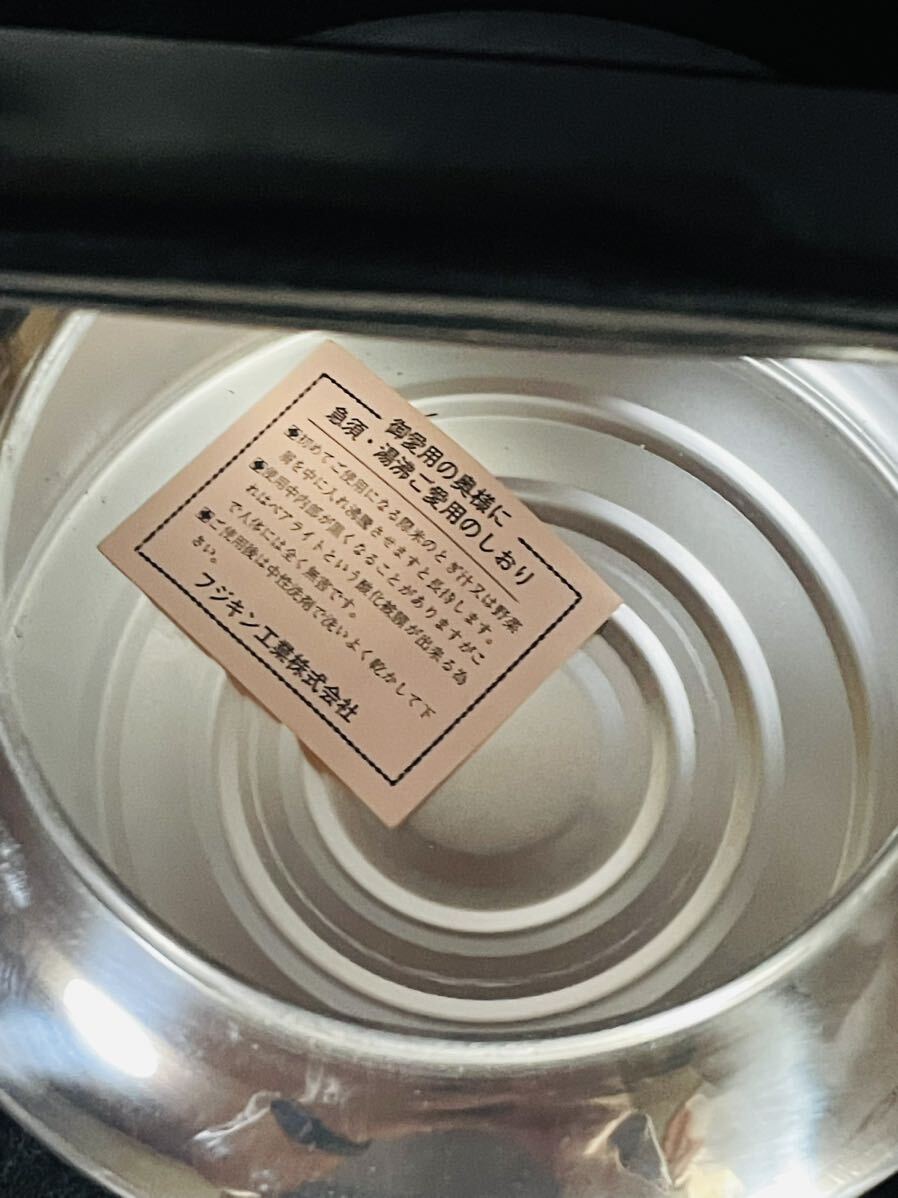 御愛用の奥様に
急須・湯沸ご愛用のしおり
初めてご使用になる際米のとぎ汁又は野菜
屑を中に入れ沸騰させますと長持します。
使用中内部が黒くなることがありますがこ
れはベアライトという酸化被膜が出来る為
で人体には全く無害です。
ご使用後は中性洗剤で洗いよく乾かして下
さい。
フジキン工業株式会社